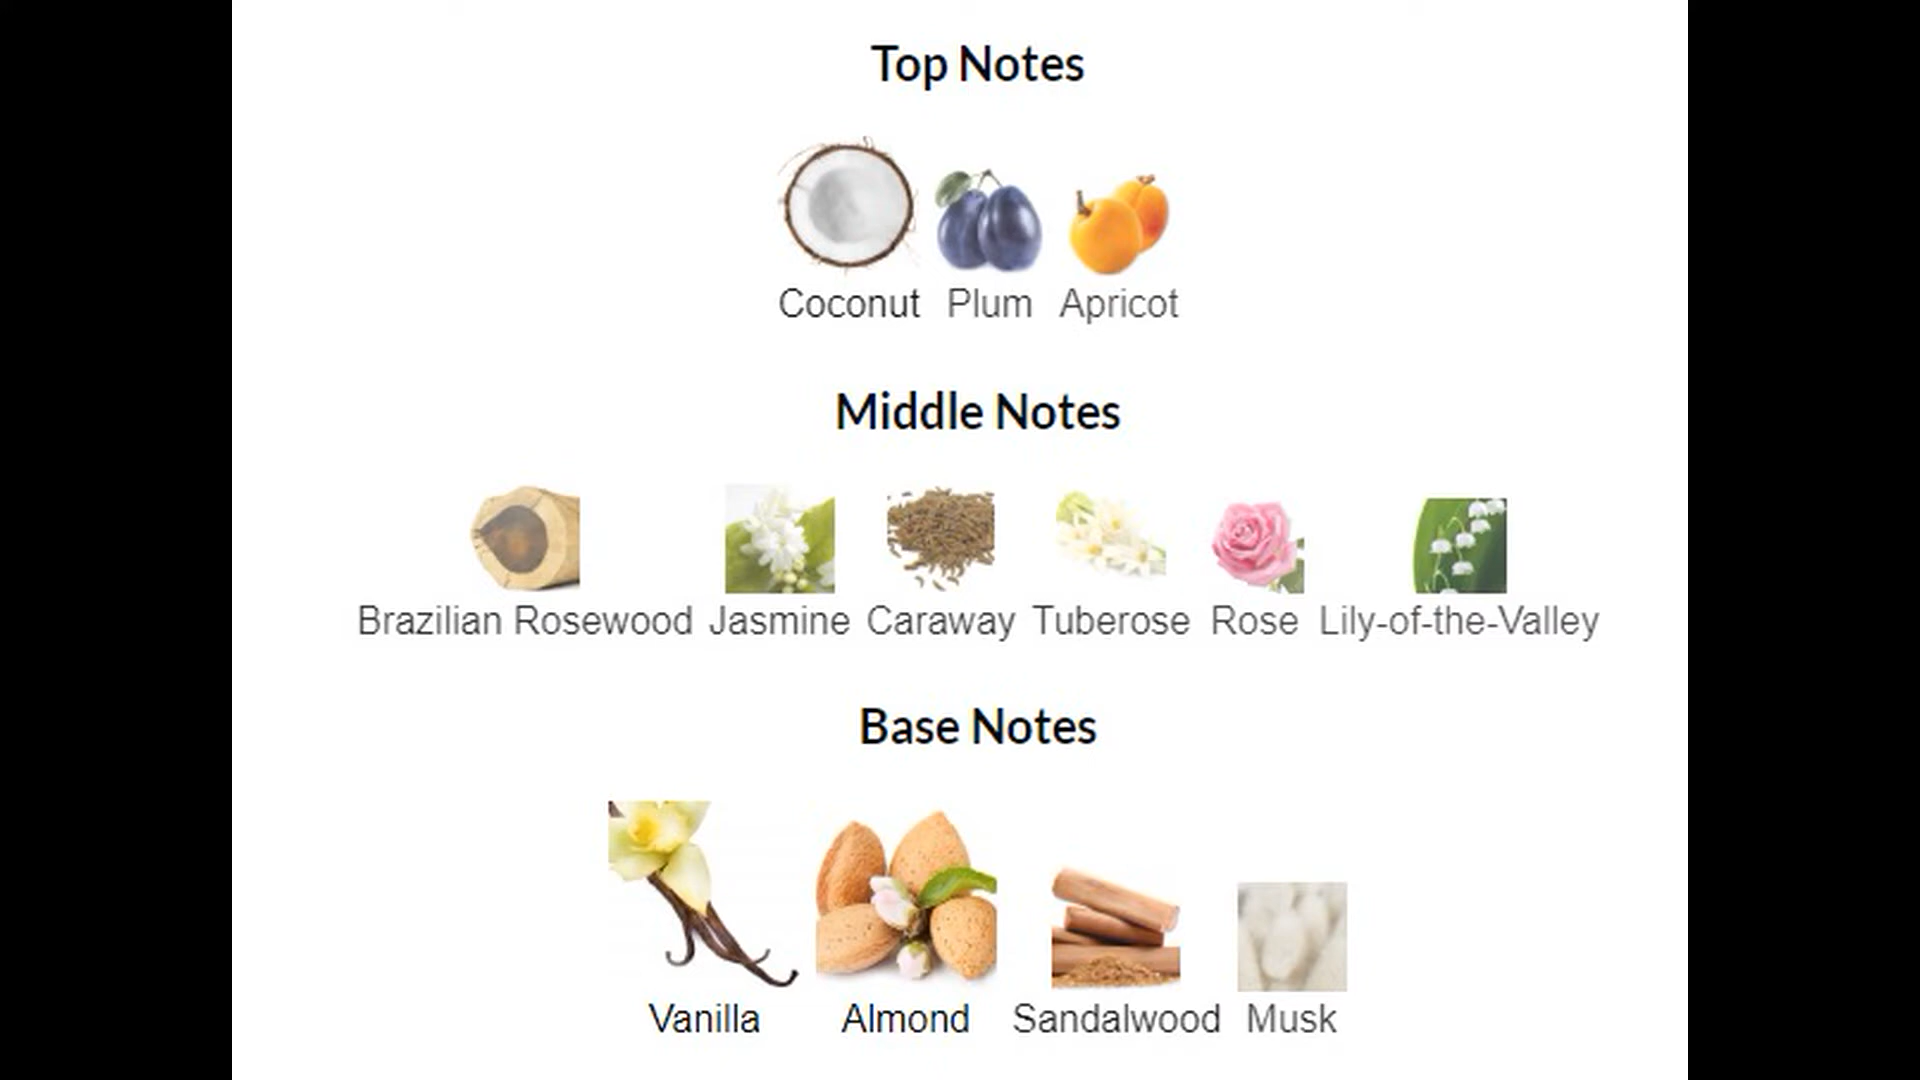 Top Notes
Coconut Plum Apricot
Middle Notes
Brazilian Rosewood Jasmine Caraway Tuberose Rose Lily-of-the-Valley
Base Notes
Vanilla Almond Sandalwood Musk